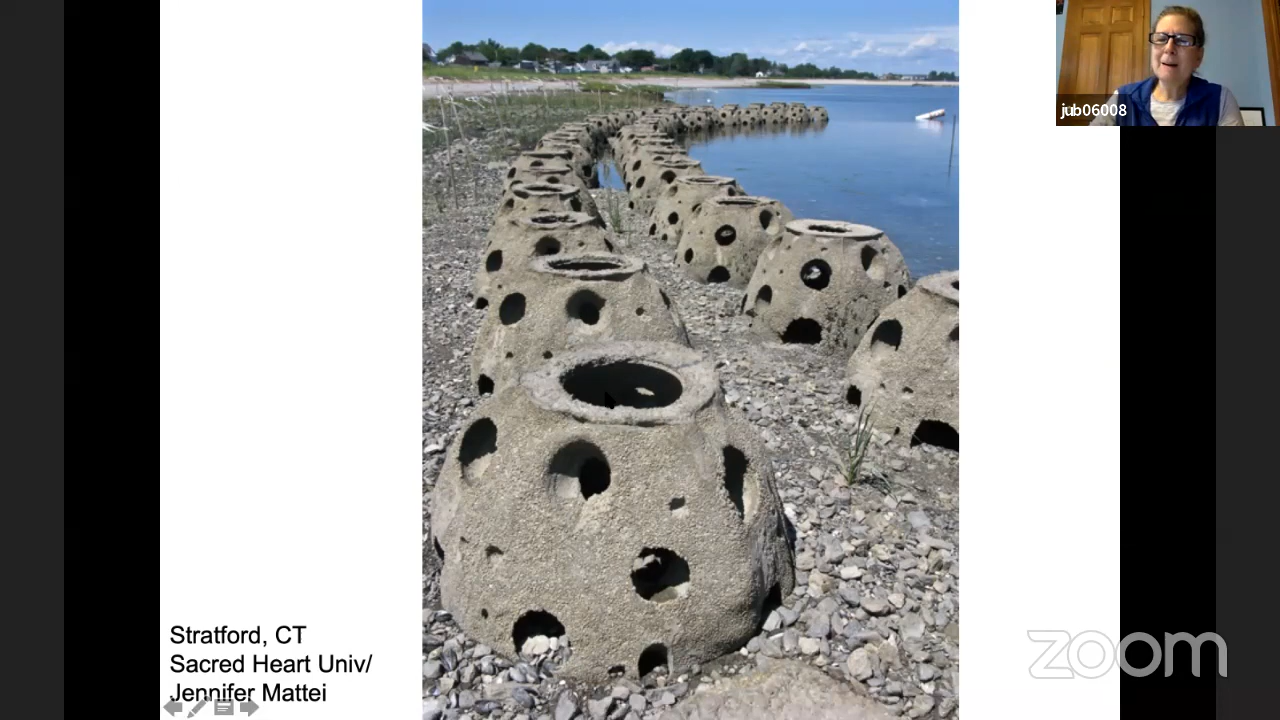 jub06008
Stratford, CT
Sacred Heart Univ/
Jennifer Mattei
zoom